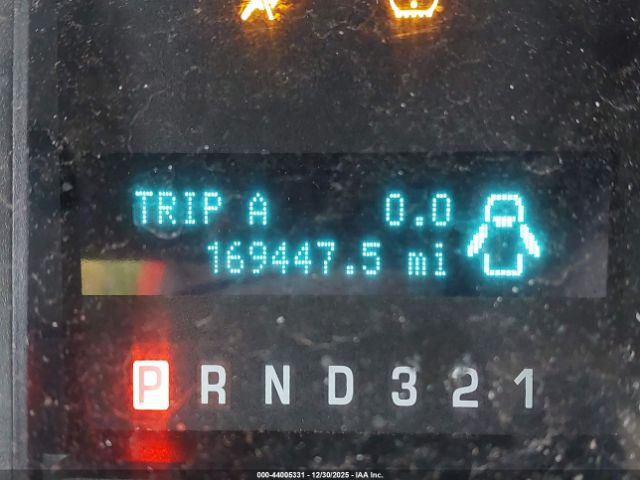 TRIP A 0.0
169447.5 mi
P R N D 3 2 1
000-44005331 - 12/30/2025 - IAA Inc.